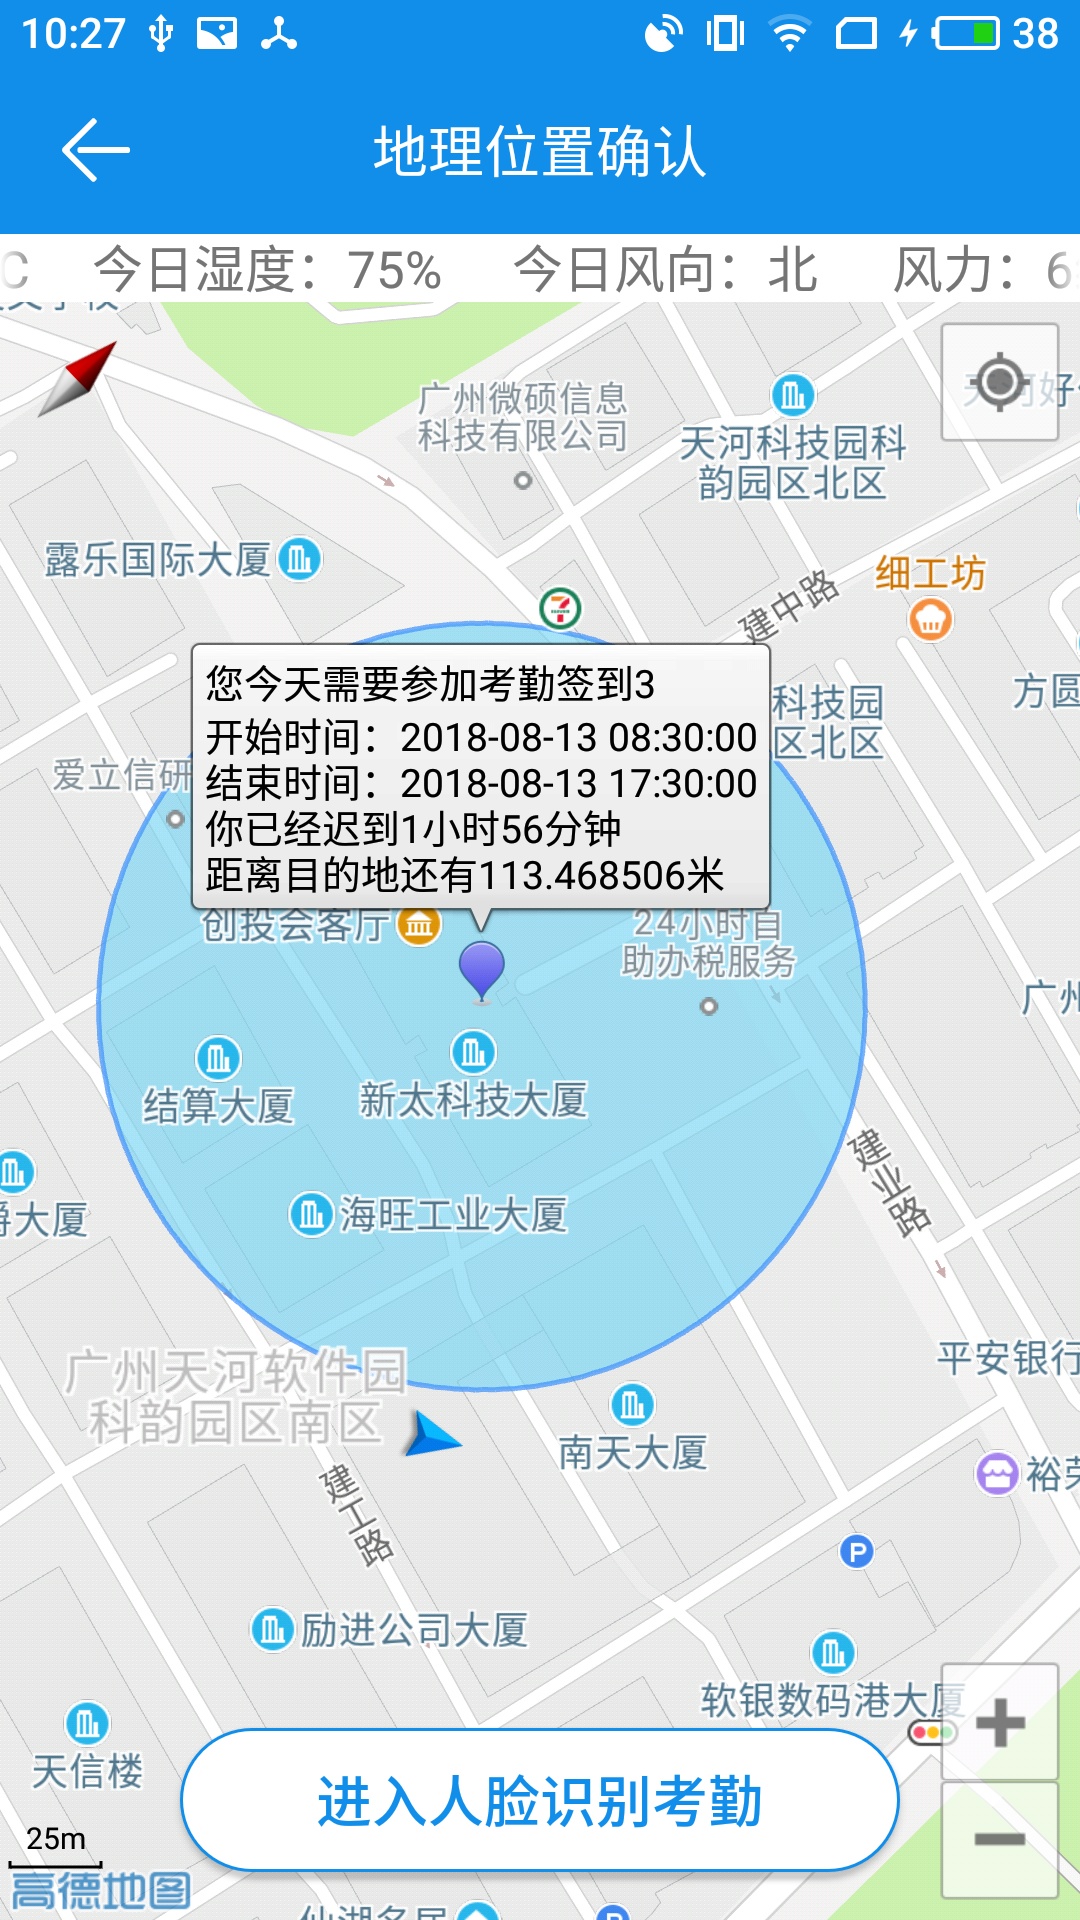 10:27
38
地理位置确认
C 今日湿度：75% 今日风向：北 风力：6
广州微硕信息
科技有限公司
天河科技园科
韵园区北区
天河好
露乐国际大厦
细工坊
建中路
方圆
您今天需要参加考勤签到3
开始时间：2018-08-13 08:30:00
结束时间：2018-08-13 17:30:00
你已经迟到1小时56分钟
距离目的地还有113.468506米
科技园
区北区
爱立信研
创投会客厅
24小时自
助办税服务
广州
结算大厦
新太科技大厦
建业路
大厦
海旺工业大厦
广州天河软件园
科韵园区南区
平安银行
南天大厦
裕荣
建工路
P
励进公司大厦
软银数码港大厦
天信楼
进入人脸识别考勤
25m
高德地图